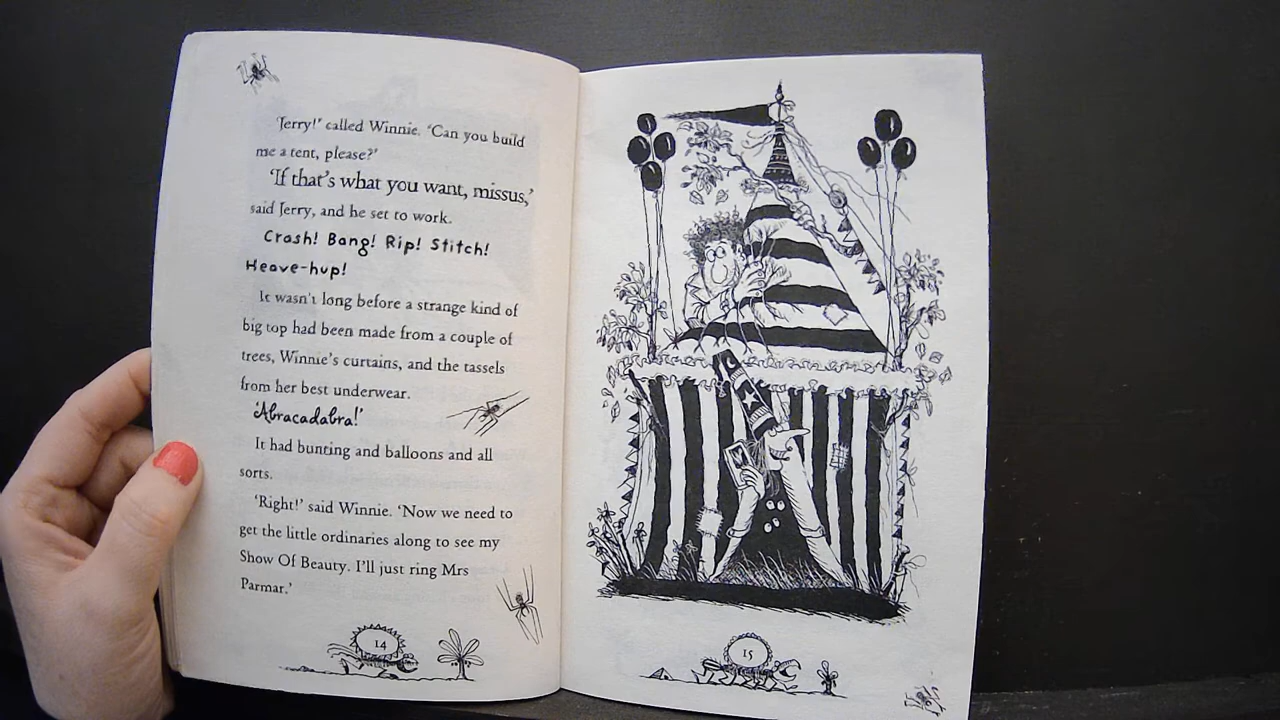 'Jerry!' called Winnie. 'Can you build
me a tent, please?'
'If that's what you want, missus,'
said Jerry, and he set to work.
Crash! Bang! Rip! Stitch!
Heave-hup!
It wasn't long before a strange kind of
big top had been made from a couple of
trees, Winnie's curtains, and the tassels
from her best underwear.
'Abracadabra!'
It had bunting and balloons and all
sorts.
'Right!' said Winnie. 'Now we need to
get the little ordinaries along to see my
Show Of Beauty. I'll just ring Mrs
Parmar.'
14
15